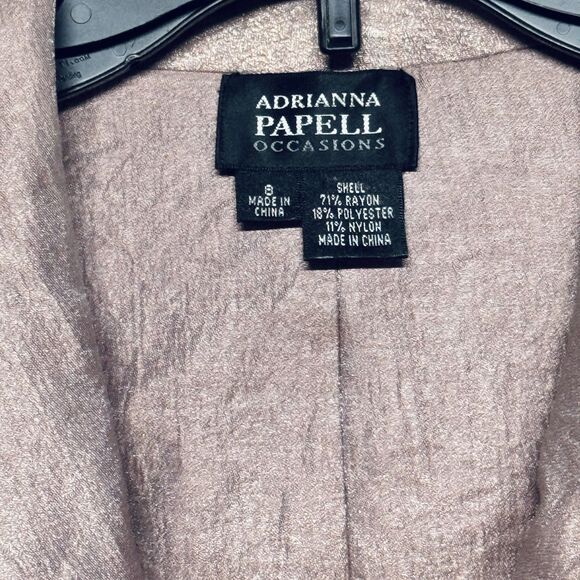 ADRIANNA
PAPELL
OCCASIONS
8
MADE IN
CHINA
SHELL
71% RAYON
18% POLYESTER
11% NYLON
MADE IN CHINA